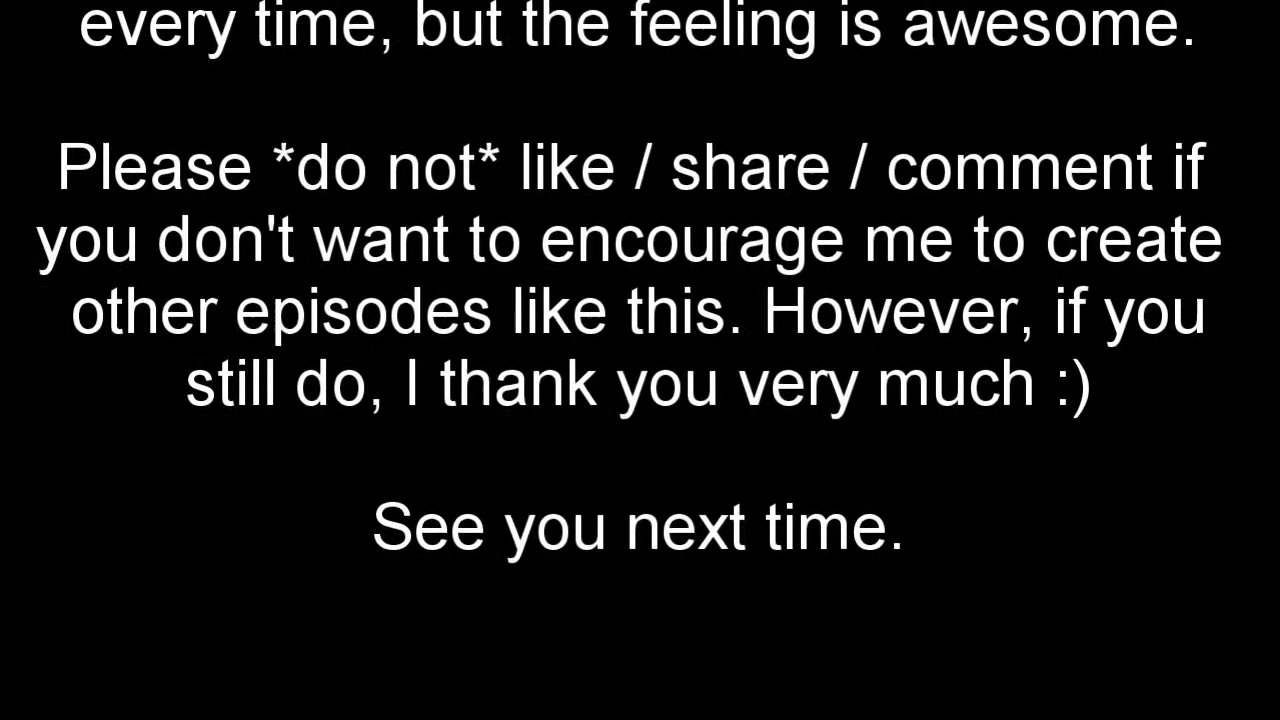 every time, but the feeling is awesome.
Please *do not* like / share / comment if
you don't want to encourage me to create
other episodes like this. However, if you
still do, I thank you very much :)
See you next time.